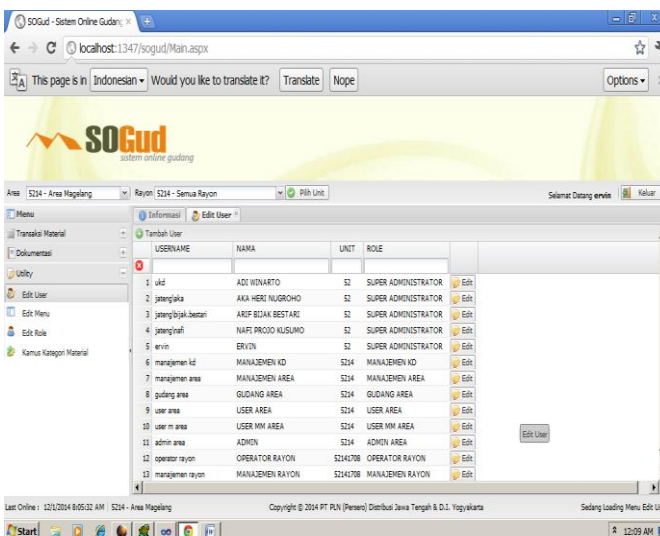 SOGud - Sistem Online Gudang
localhost:1347/sogud/Main.aspx
This page is in Indonesian Would you like to translate it? Translate Nope Options
SOGud
sistem online gudang
Area 5214 - Area Magelang Rayon 5214 - Semua Rayon Pilih Unit Selamat Datang ervin Keluar
Menu Informasi Edit User
Transaksi Material
Dokumentasi
Utility
Edit User
Edit Menu
Edit Role
Kamus Kategori Material
Tambah User
USERNAME NAMA UNIT ROLE
1 ukd ADI WINARTO 52 SUPER ADMINISTRATOR Edit
2 jateng\aka AKA HERI NUGROHO 52 SUPER ADMINISTRATOR Edit
3 jateng\bijak.bestari ARIF BIJAK BESTARI 52 SUPER ADMINISTRATOR Edit
4 jateng\nafi NAFI PROJO KUSUMO 52 SUPER ADMINISTRATOR Edit
5 ervin ERVIN 52 SUPER ADMINISTRATOR Edit
6 manajemen kd MANAJEMEN KD 5214 MANAJEMEN KD Edit
7 manajemen area MANAJEMEN AREA 5214 MANAJEMEN AREA Edit
8 gudang area GUDANG AREA 5214 GUDANG AREA Edit
9 user area USER AREA 5214 USER AREA Edit
10 user m area USER MM AREA 5214 USER MM AREA Edit
11 admin area ADMIN 5214 ADMIN AREA Edit
12 operator rayon OPERATOR RAYON 52141708 OPERATOR RAYON Edit
13 manajemen rayon MANAJEMEN RAYON 52141708 MANAJEMEN RAYON Edit
Edit User
Last Online : 12/1/2014 8:05:32 AM 5214 - Area Magelang Copyright © 2014 PT PLN (Persero) Distribusi Jawa Tengah & D.I. Yogyakarta Sedang Loading Menu Edit
Start 12:09 AM